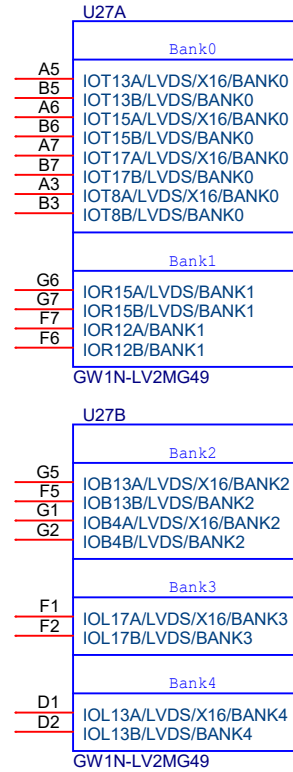 U27A
Bank0
A5 IOT13A/LVDS/X16/BANK0
B5 IOT13B/LVDS/BANK0
A6 IOT15A/LVDS/X16/BANK0
B6 IOT15B/LVDS/BANK0
A7 IOT17A/LVDS/X16/BANK0
B7 IOT17B/LVDS/BANK0
A3 IOT8A/LVDS/X16/BANK0
B3 IOT8B/LVDS/BANK0
Bank1
G6 IOR15A/LVDS/BANK1
G7 IOR15B/LVDS/BANK1
F7 IOR12A/BANK1
F6 IOR12B/BANK1
GW1N-LV2MG49
U27B
Bank2
G5 IOB13A/LVDS/X16/BANK2
F5 IOB13B/LVDS/BANK2
G1 IOB4A/LVDS/X16/BANK2
G2 IOB4B/LVDS/BANK2
Bank3
F1 IOL17A/LVDS/X16/BANK3
F2 IOL17B/LVDS/BANK3
Bank4
D1 IOL13A/LVDS/X16/BANK4
D2 IOL13B/LVDS/BANK4
GW1N-LV2MG49